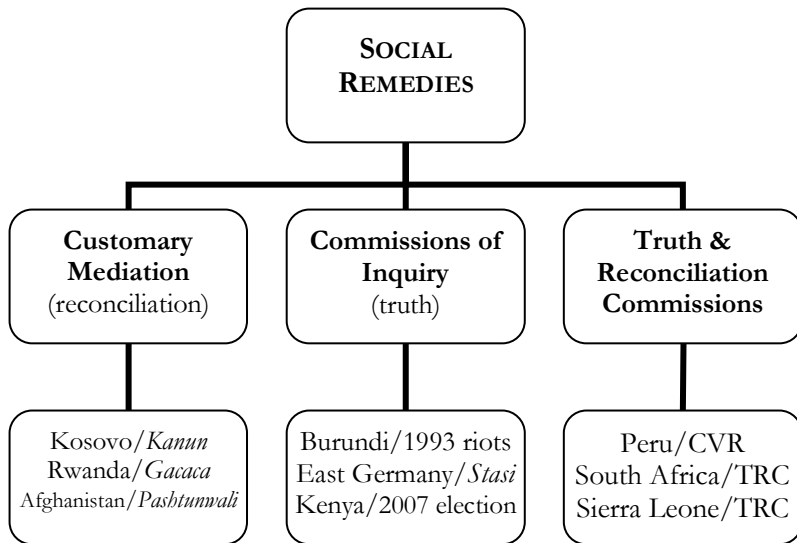 SOCIAL
REMEDIES
Customary
Mediation
(reconciliation)
Commissions of
Inquiry
(truth)
Truth &
Reconciliation
Commissions
Kosovo/Kanun
Rwanda/Gacaca
Afghanistan/Pashtunwali
Burundi/1993 riots
East Germany/Stasi
Kenya/2007 election
Peru/CVR
South Africa/TRC
Sierra Leone/TRC